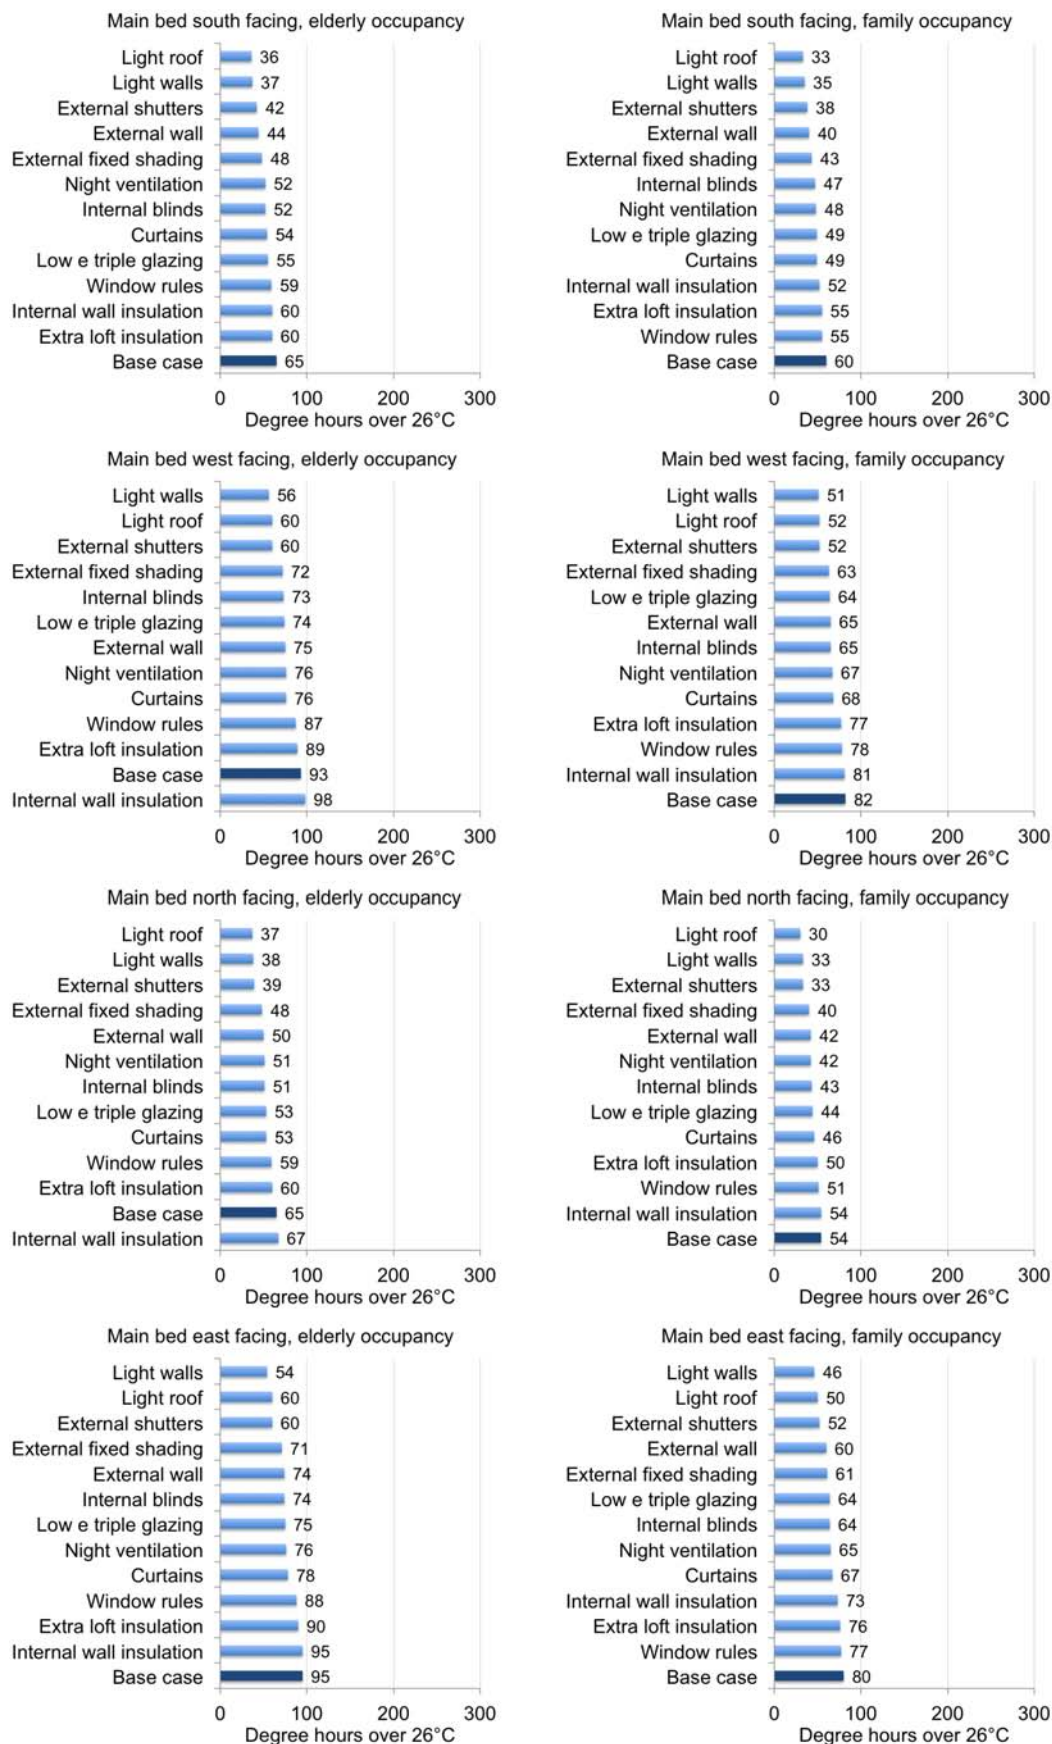 Main bed south facing, elderly occupancy
Light roof 36
Light walls 37
External shutters 42
External wall 44
External fixed shading 48
Night ventilation 52
Internal blinds 52
Curtains 54
Low e triple glazing 55
Window rules 59
Internal wall insulation 60
Extra loft insulation 60
Base case 65
0 100 200 300
Degree hours over 26°C
Main bed south facing, family occupancy
Light roof 33
Light walls 35
External shutters 38
External wall 40
External fixed shading 43
Internal blinds 47
Night ventilation 48
Low e triple glazing 49
Curtains 49
Internal wall insulation 52
Extra loft insulation 55
Window rules 55
Base case 60
0 100 200 300
Degree hours over 26°C
Main bed west facing, elderly occupancy
Light walls 56
Light roof 60
External shutters 60
External fixed shading 72
Internal blinds 73
Low e triple glazing 74
External wall 75
Night ventilation 76
Curtains 76
Window rules 87
Extra loft insulation 89
Base case 93
Internal wall insulation 98
0 100 200 300
Degree hours over 26°C
Main bed west facing, family occupancy
Light walls 51
Light roof 52
External shutters 52
External fixed shading 63
Low e triple glazing 64
External wall 65
Internal blinds 65
Night ventilation 67
Curtains 68
Extra loft insulation 77
Window rules 78
Internal wall insulation 81
Base case 82
0 100 200 300
Degree hours over 26°C
Main bed north facing, elderly occupancy
Light roof 37
Light walls 38
External shutters 39
External fixed shading 48
External wall 50
Night ventilation 51
Internal blinds 51
Low e triple glazing 53
Curtains 53
Window rules 59
Extra loft insulation 60
Base case 65
Internal wall insulation 67
0 100 200 300
Degree hours over 26°C
Main bed north facing, family occupancy
Light roof 30
Light walls 33
External shutters 33
External fixed shading 40
External wall 42
Night ventilation 42
Internal blinds 43
Low e triple glazing 44
Curtains 46
Extra loft insulation 50
Window rules 51
Internal wall insulation 54
Base case 54
0 100 200 300
Degree hours over 26°C
Main bed east facing, elderly occupancy
Light walls 54
Light roof 60
External shutters 60
External fixed shading 71
External wall 74
Internal blinds 74
Low e triple glazing 75
Night ventilation 76
Curtains 78
Window rules 88
Extra loft insulation 90
Internal wall insulation 95
Base case 95
0 100 200 300
Degree hours over 26°C
Main bed east facing, family occupancy
Light walls 46
Light roof 50
External shutters 52
External wall 60
External fixed shading 61
Low e triple glazing 64
Internal blinds 64
Night ventilation 65
Curtains 67
Internal wall insulation 73
Extra loft insulation 76
Window rules 77
Base case 80
0 100 200 300
Degree hours over 26°C